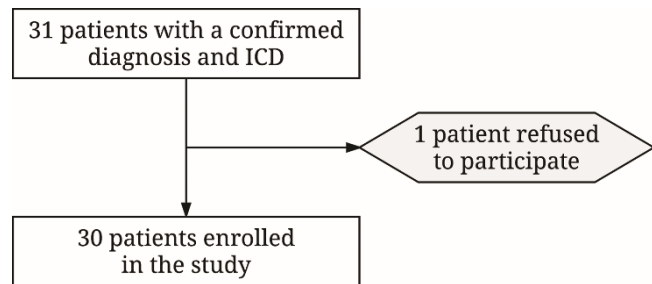 31 patients with a confirmed
diagnosis and ICD
1 patient refused
to participate
30 patients enrolled
in the study